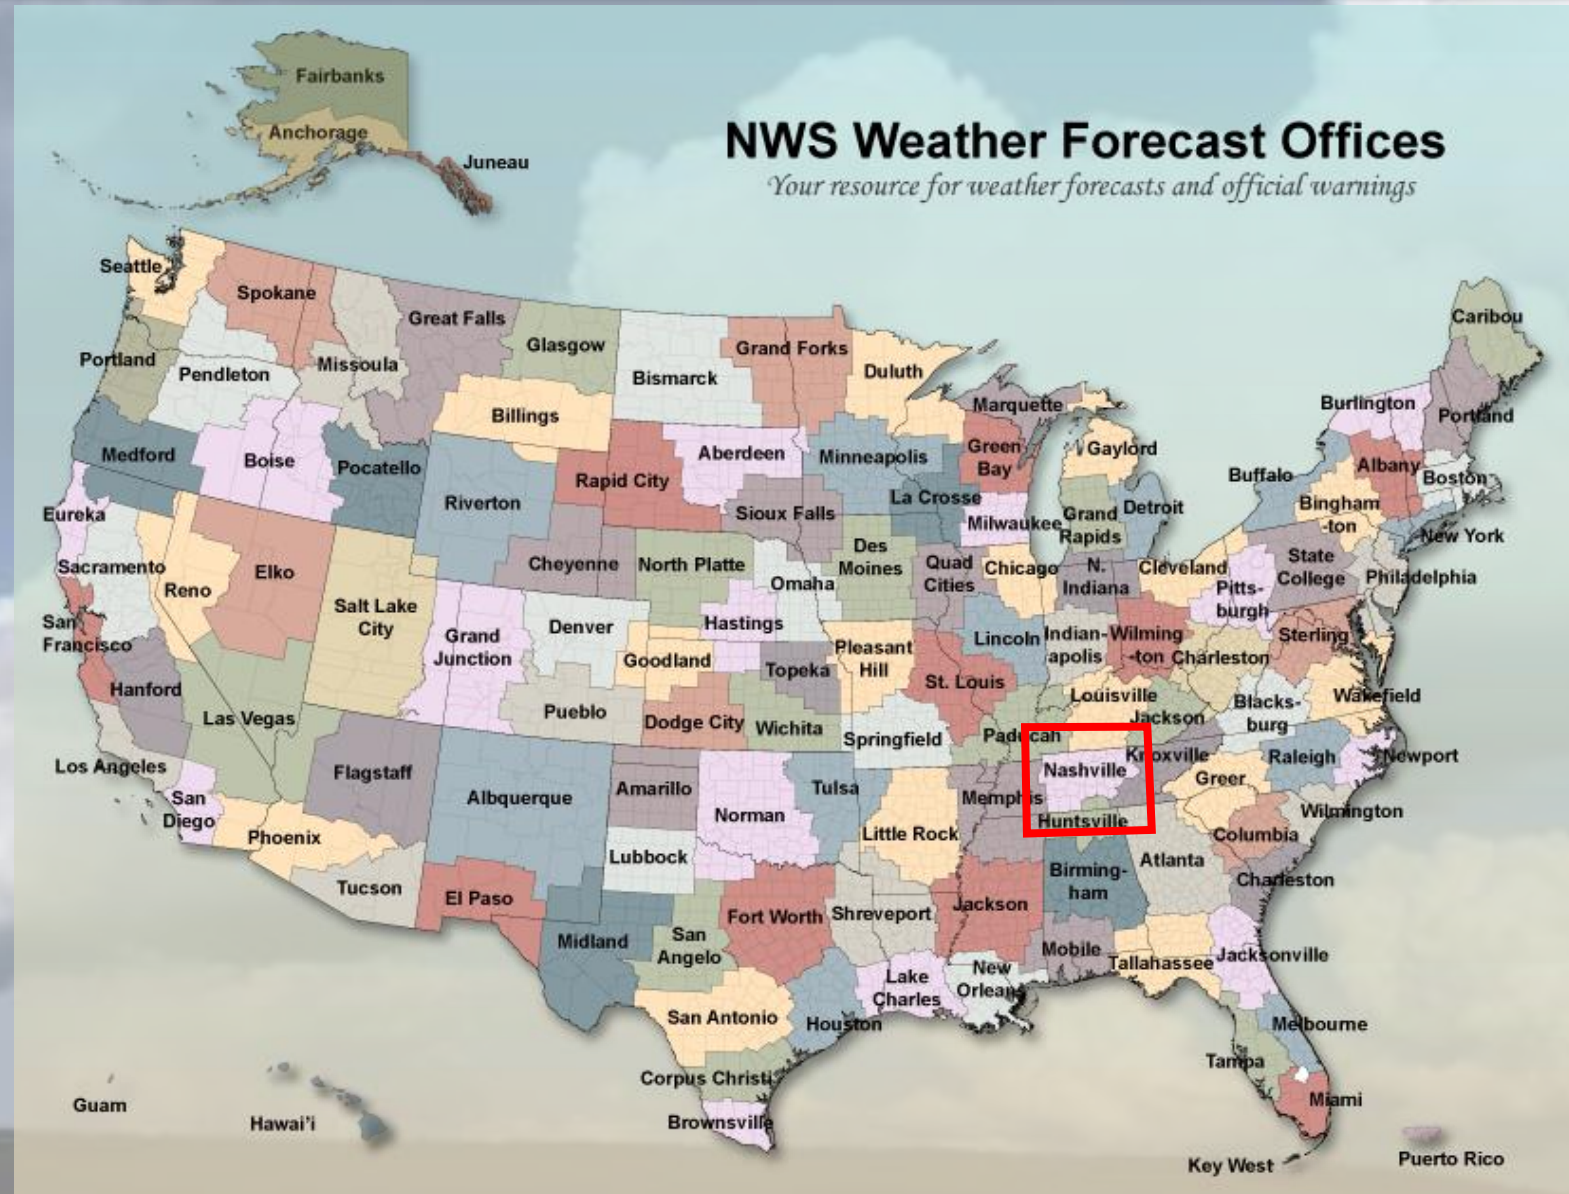 Fairbanks
Anchorage
Juneau
NWS Weather Forecast Offices
Your resource for weather forecasts and official warnings
Seattle
Spokane
Great Falls
Glasgow
Caribou
Portland
Pendleton
Missoula
Bismarck
Grand Forks
Duluth
Marquette
Burlington
Portland
Billings
Medford
Boise
Pocatello
Riverton
Rapid City
Aberdeen
Minneapolis
Green
Bay
Gaylord
Buffalo
Albany
Boston
Eureka
Sioux Falls
La Crosse
Milwaukee
Grand
Rapids
Detroit
Bingham
-ton
New York
Sacramento
Reno
Elko
Salt Lake
City
Cheyenne
North Platte
Omaha
Des
Moines
Quad
Cities
Chicago
N.
Indiana
Cleveland
Pitts-
burgh
State
College
Philadelphia
San
Francisco
Hanford
Las Vegas
Grand
Junction
Denver
Hastings
Goodland
Topeka
Pleasant
Hill
Lincoln
Indian-
apolis
Wilming
-ton
Charleston
Sterling
Pueblo
Dodge City
Wichita
St. Louis
Louisville
Jackson
Blacks-
burg
Wakefield
Springfield
Paducah
Los Angeles
San
Diego
Flagstaff
Albquerque
Amarillo
Norman
Tulsa
Little Rock
Memphis
Nashville
Knoxville
Huntsville
Greer
Raleigh
Newport
Wilmington
Columbia
Phoenix
Tucson
El Paso
Lubbock
Midland
San
Angelo
Fort Worth
Shreveport
Jackson
Birming-
ham
Atlanta
Charleston
Mobile
Tallahassee
Jacksonville
San Antonio
Houston
Lake
Charles
New
Orleans
Melbourne
Tampa
Miami
Key West
Corpus Christi
Brownsville
Guam
Hawai'i
Puerto Rico